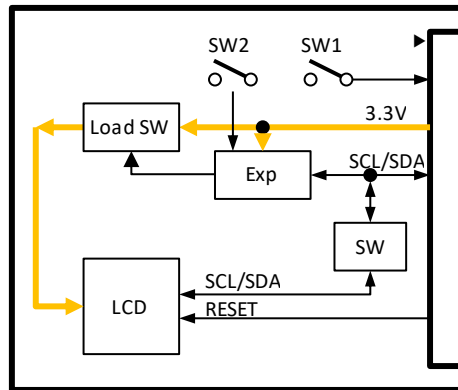 SW2
SW1
3.3V
Load SW
SCL/SDA
Exp
SW
SCL/SDA
LCD
RESET